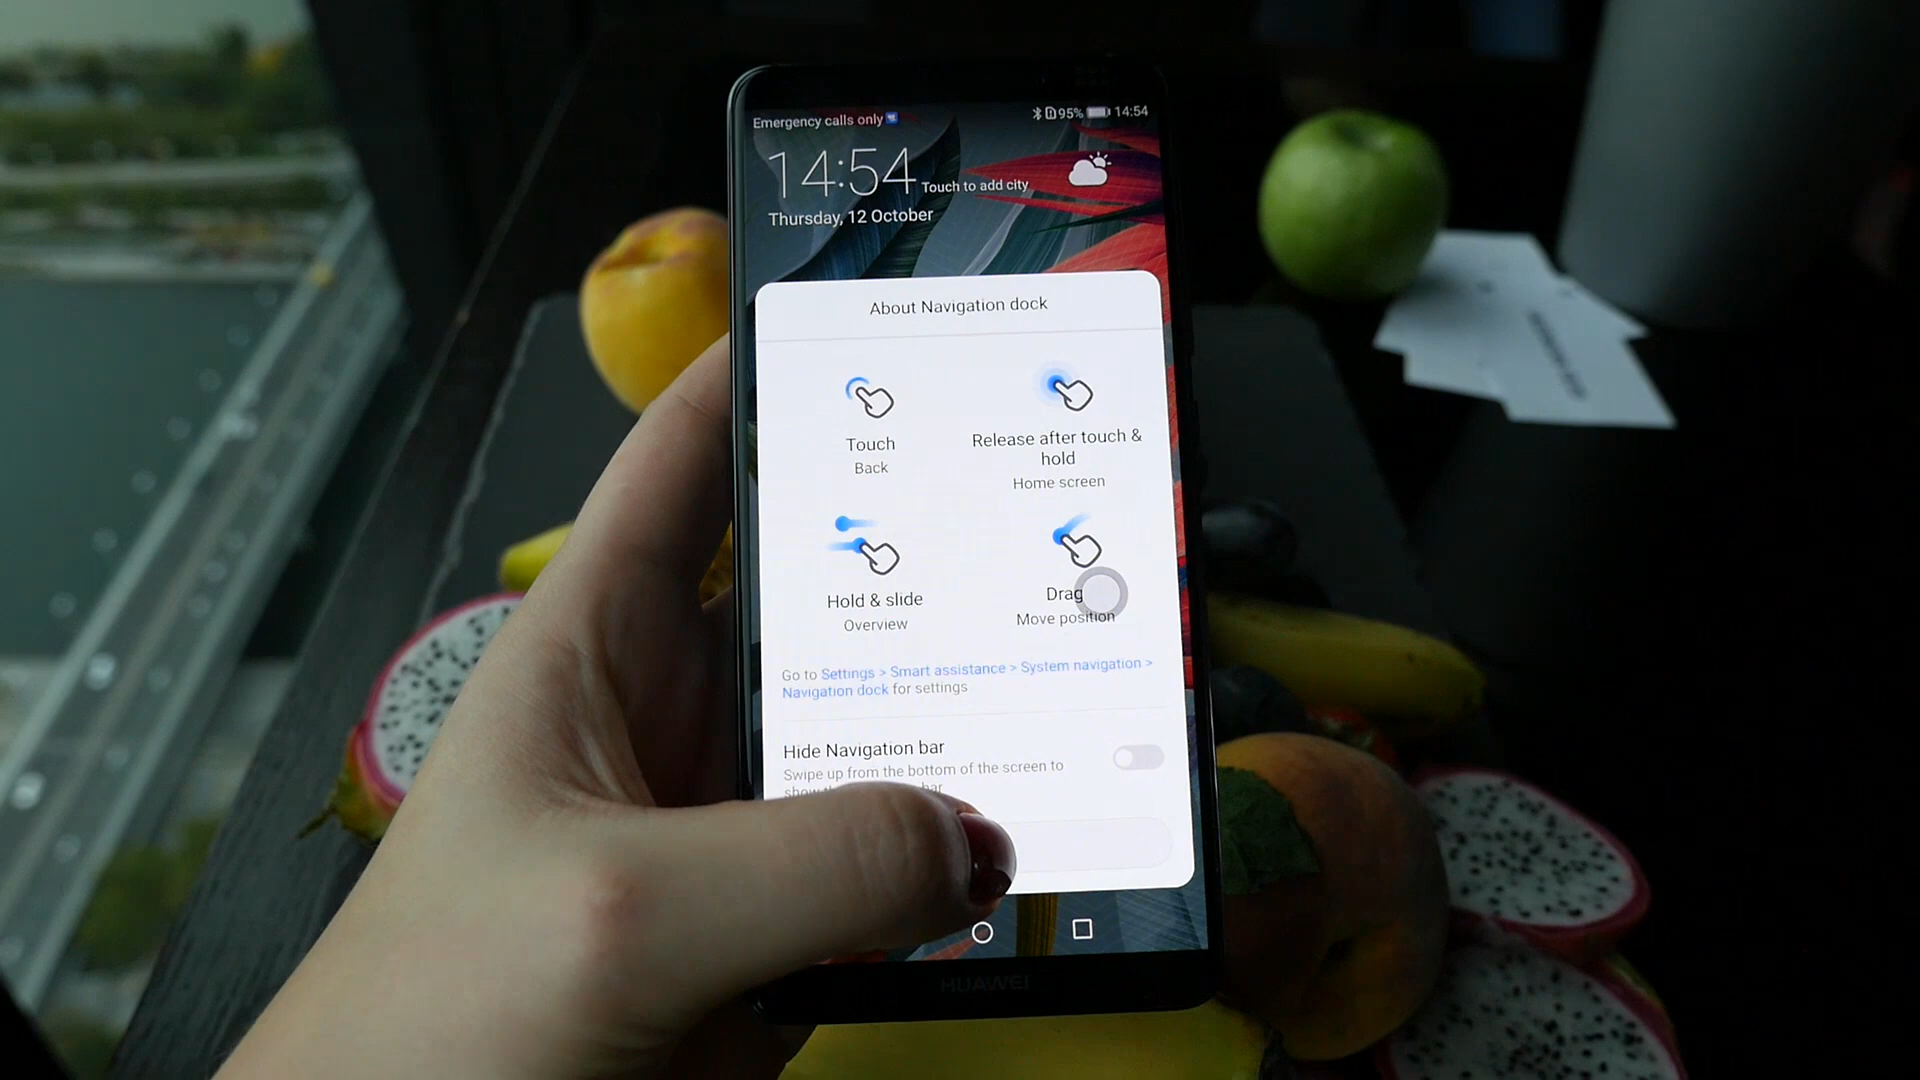 Emergency calls only
95% 14:54
14:54 Touch to add city
Thursday, 12 October
About Navigation dock
Touch
Back
Release after touch &
hold
Home screen
Hold & slide
Overview
Drag
Move position
Go to Settings > Smart assistance > System navigation >
Navigation dock for settings
Hide Navigation bar
Swipe up from the bottom of the screen to
show bar
HUAWEI